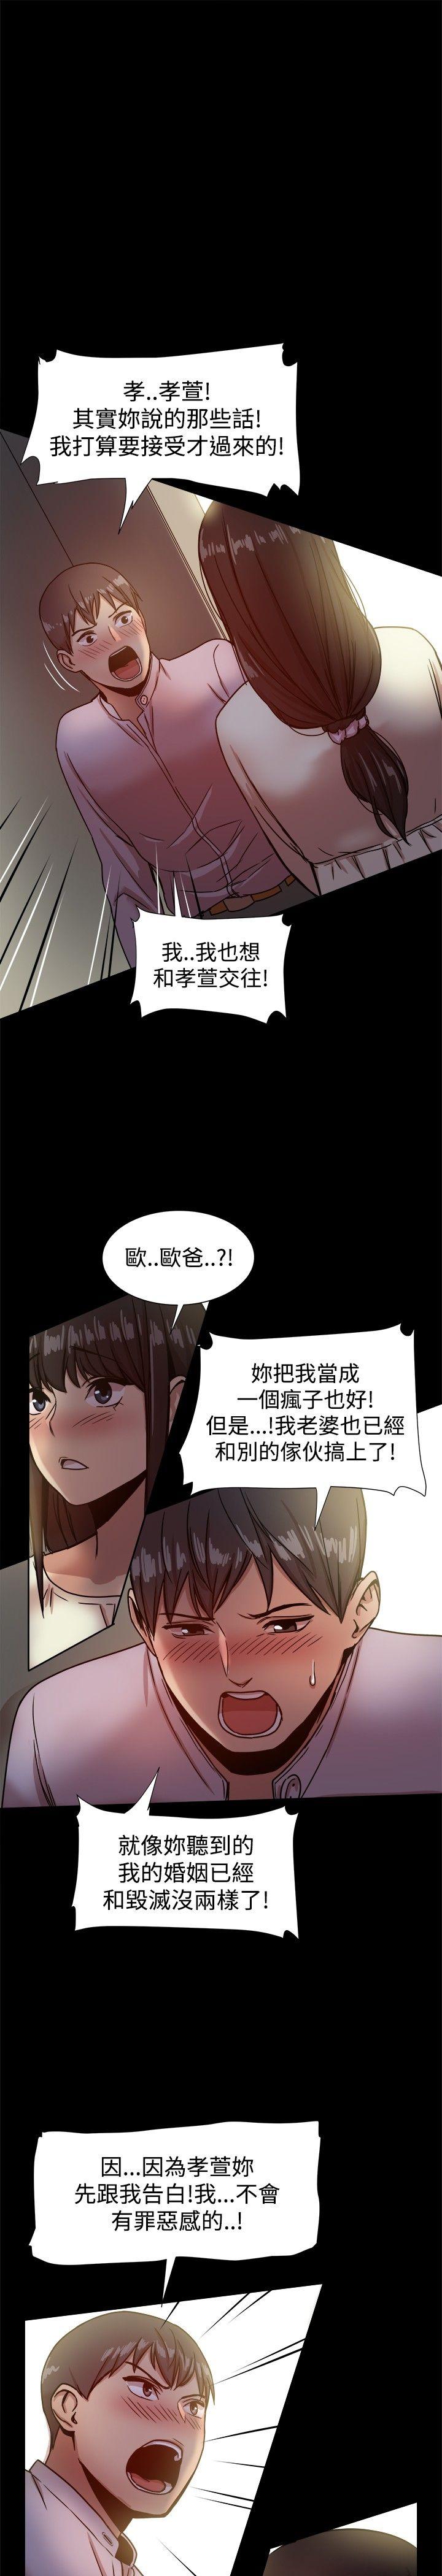 孝..孝萱!
其實妳說的那些話!
我打算要接受才過來的!
我..我也想
和孝萱交往!
歐..歐爸..?!
妳把我當成
一個瘋子也好!
但是...!我老婆也已經
和別的傢伙搞上了!
就像妳聽到的
我的婚姻已經
和毀滅沒兩樣了!
因...因為孝萱妳
先跟我告白!我...不會
有罪惡感的..!